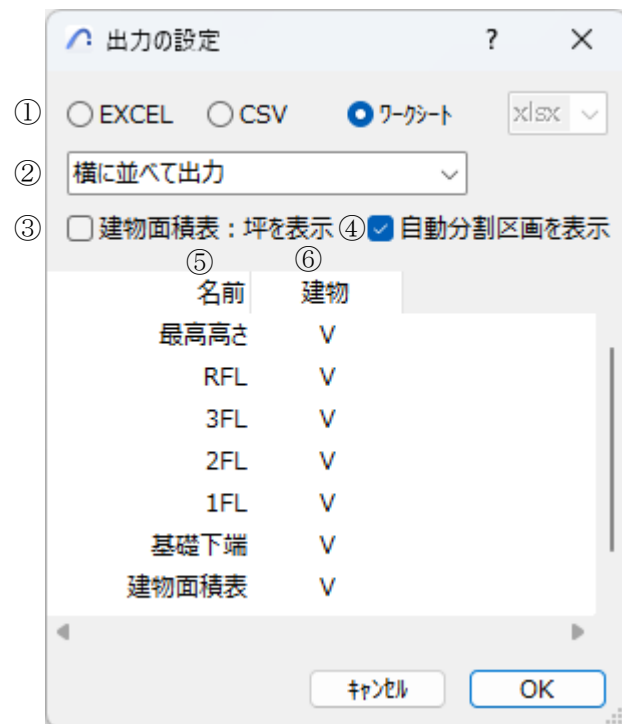 出力の設定 ? ×
① EXCEL CSV ワークシート xlsx
② 横に並べて出力
③ 建物面積表：坪を表示 ④ 自動分割区画を表示
⑤ ⑥
名前 建物
最高高さ V
RFL V
3FL V
2FL V
1FL V
基礎下端 V
建物面積表 V
キャンセル OK